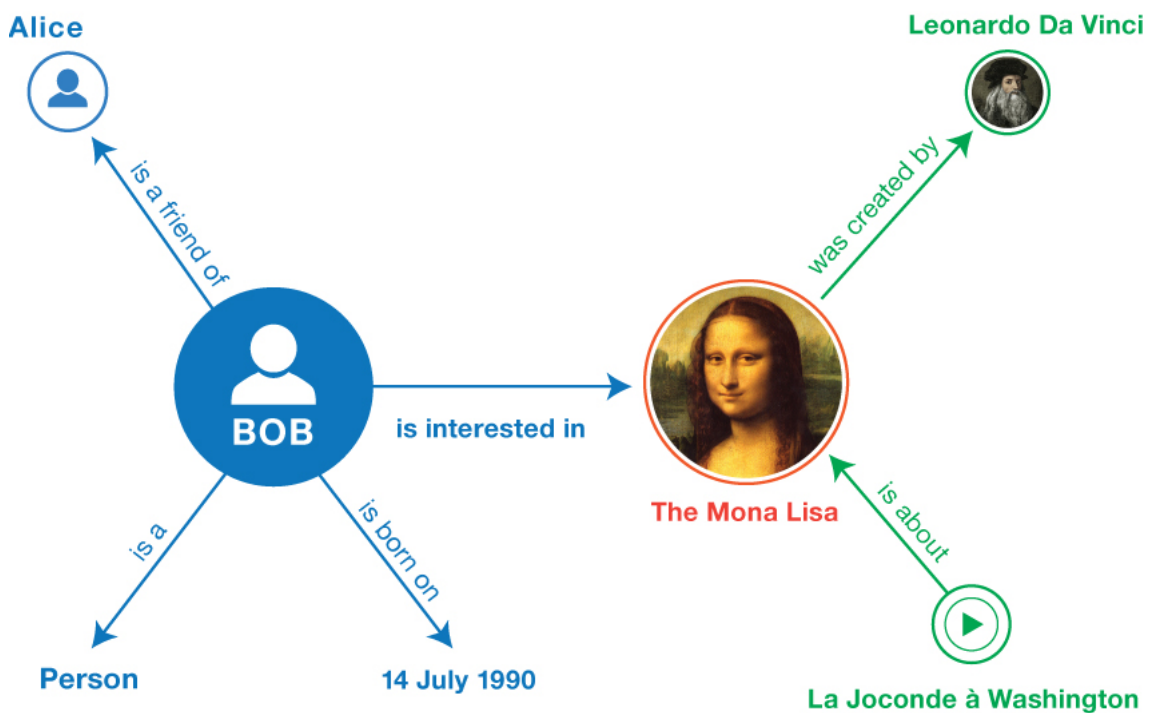 Alice
Leonardo Da Vinci
is a friend of
was created by
BOB
is interested in
The Mona Lisa
is a
is born on
is about
Person
14 July 1990
La Joconde à Washington